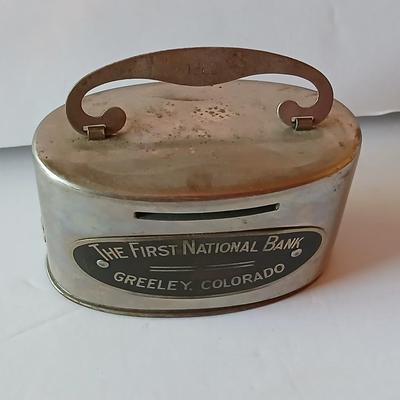 THE FIRST NATIONAL BANK
GREELEY, COLORADO